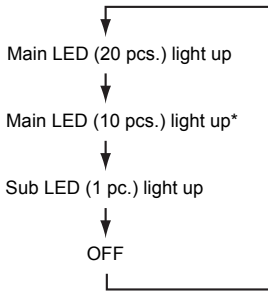 Main LED (20 pcs.) light up
Main LED (10 pcs.) light up*
Sub LED (1 pc.) light up
OFF